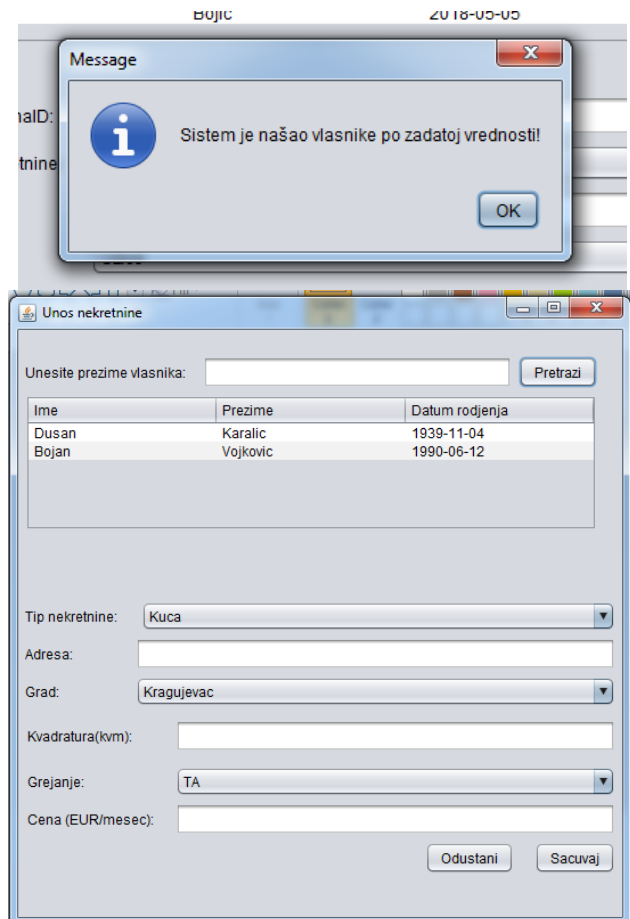 Bojic 2018-05-05
Message
naID:
Sistem je našao vlasnike po zadatoj vrednosti!
tnine
OK
Unos nekretnine
Unesite prezime vlasnika: Pretrazi
Ime Prezime Datum rodjenja
Dusan Karalic 1939-11-04
Bojan Vojkovic 1990-06-12
Tip nekretnine: Kuca
Adresa:
Grad: Kragujevac
Kvadratura(kvm):
Grejanje: TA
Cena (EUR/mesec):
Odustani Sacuvaj